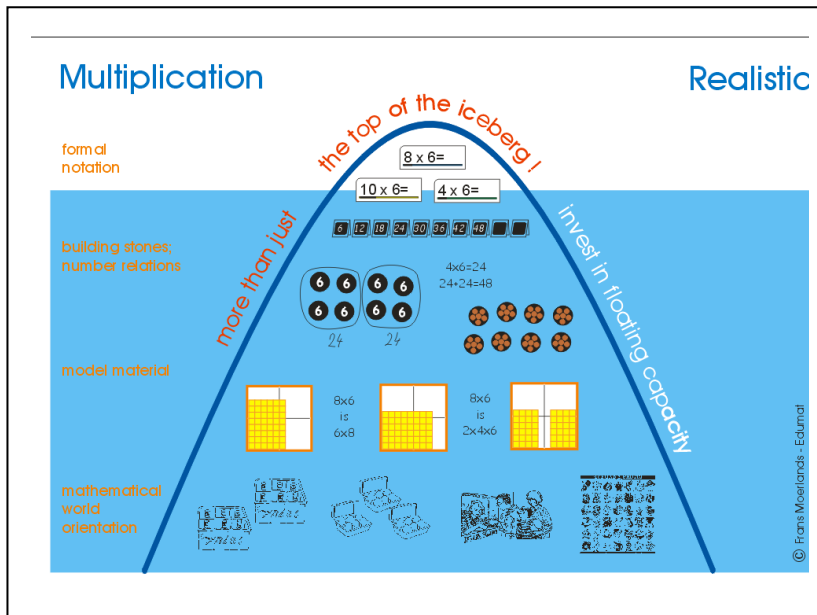 Multiplication
Realistic
the top of the iceberg !
formal
notation
8 x 6=
10 x 6=
4 x 6=
more than just
invest in floating capacity
building stones;
number relations
6 12 18 24 30 36 42 48
6 6 6 6
6 6 6 6
24 24
4x6=24
24+24=48
model material
8x6
is
6x8
8x6
is
2x4x6
mathematical
world
orientation
© Frans Moerlands - Edumat